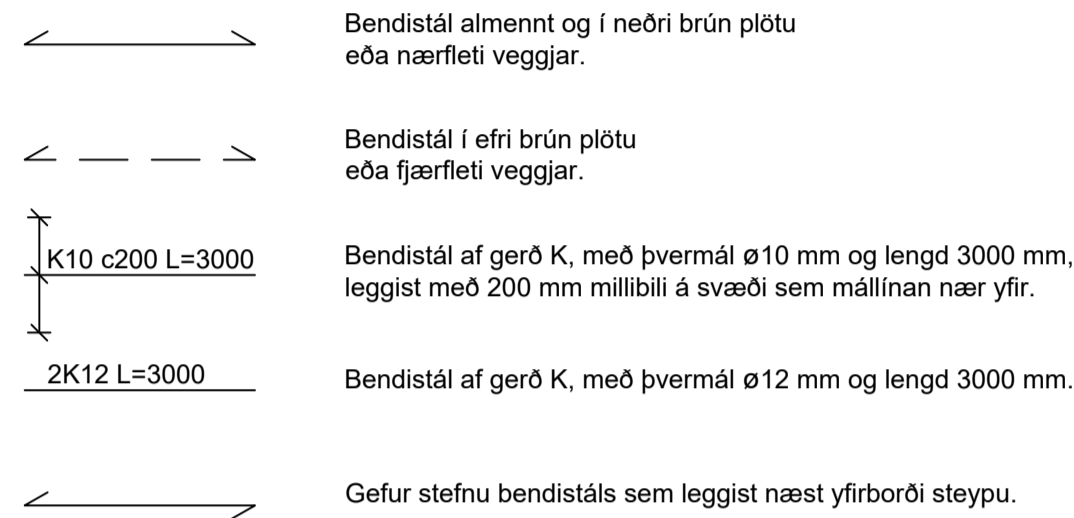 Bendistál almennt og í neðri brún plötu
eða nærfleti veggjar.
Bendistál í efri brún plötu
eða fjærfleti veggjar.
K10 c200 L=3000
Bendistál af gerð K, með þvermál ø10 mm og lengd 3000 mm,
leggist með 200 mm millibili á svæði sem mállínan nær yfir.
2K12 L=3000
Bendistál af gerð K, með þvermál ø12 mm og lengd 3000 mm.
Gefur stefnu bendistáls sem leggist næst yfirborði steypu.